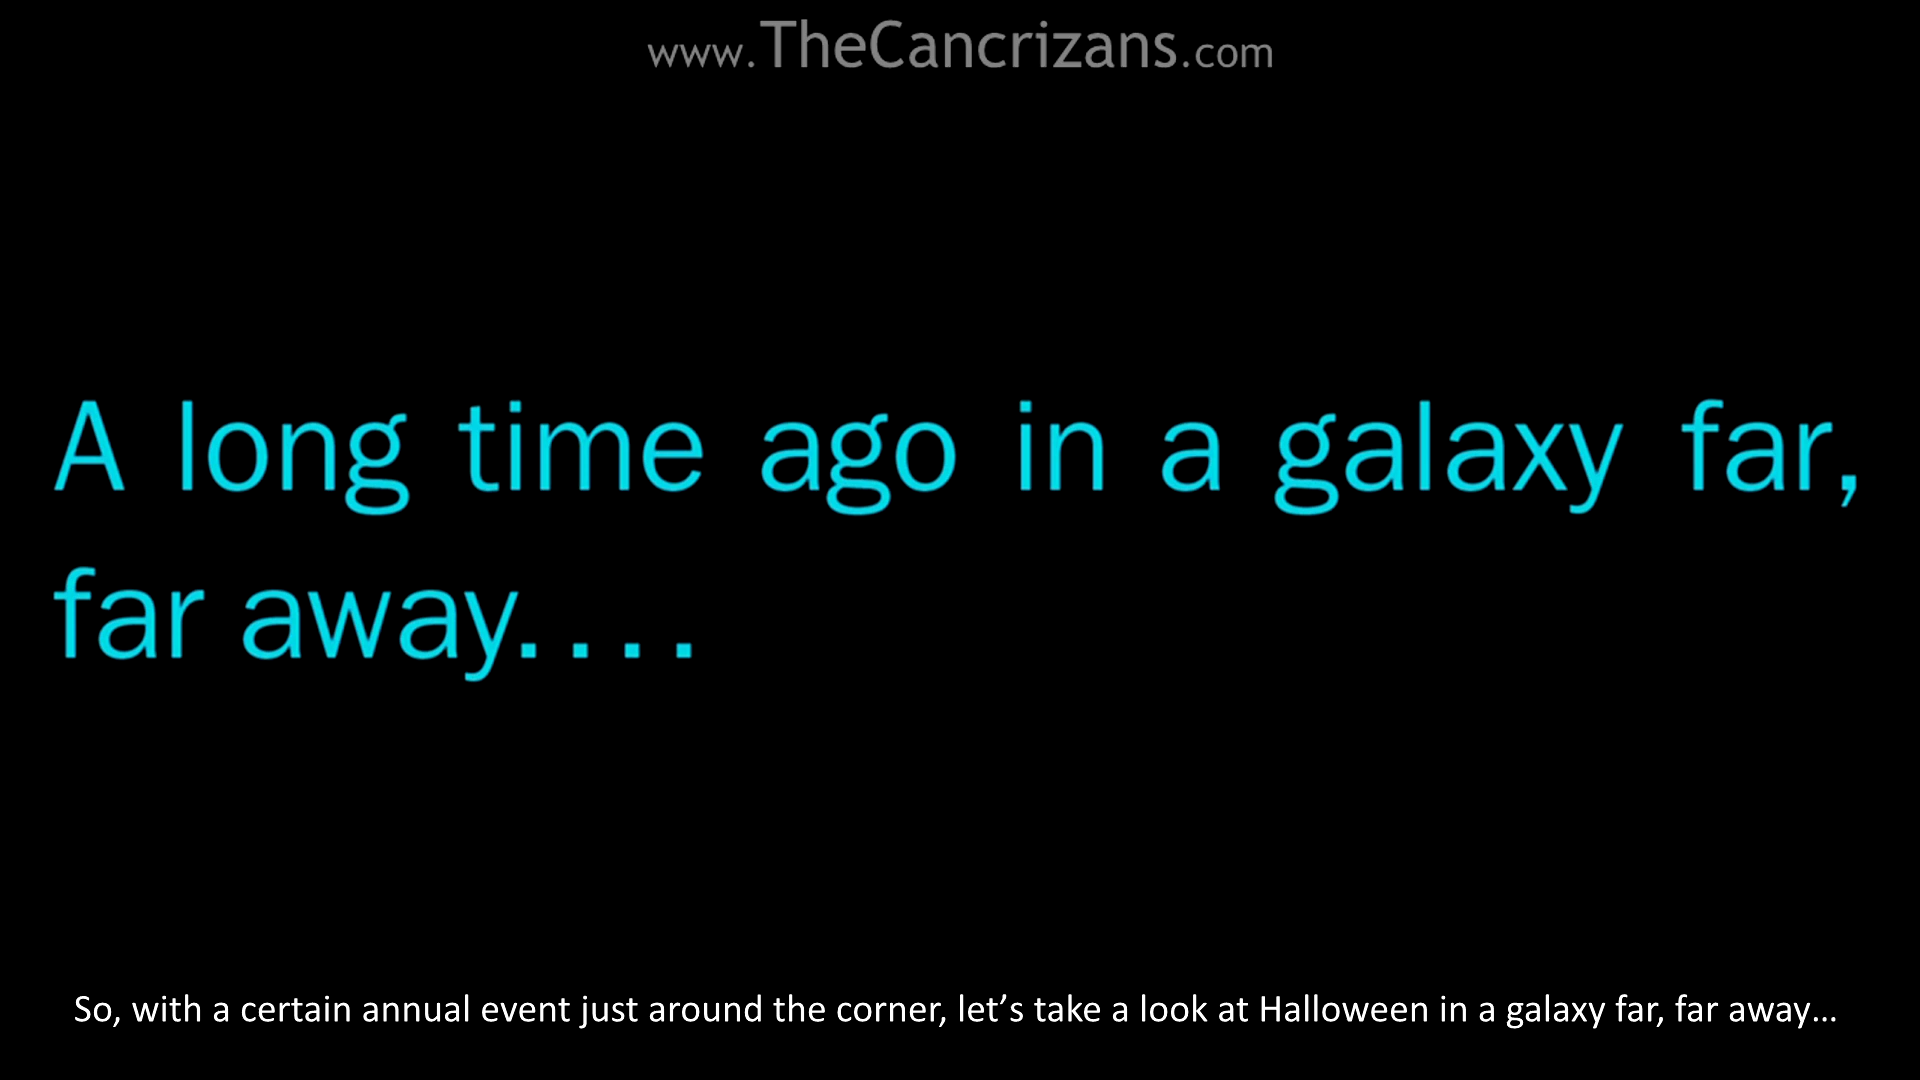 www.TheCancrizans.com
A long time ago in a galaxy far,
far away. . . .
So, with a certain annual event just around the corner, let’s take a look at Halloween in a galaxy far, far away…